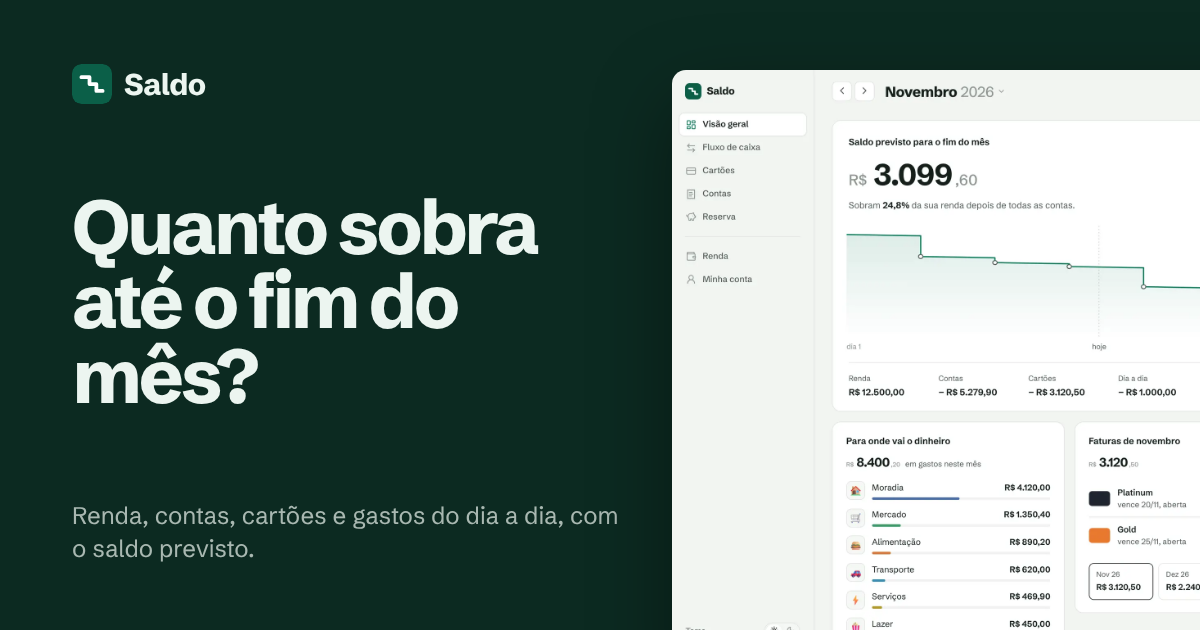 Saldo
Quanto sobra
até o fim do
mês?
Renda, contas, cartões e gastos do dia a dia, com
o saldo previsto.
Saldo
Visão geral
Fluxo de caixa
Cartões
Contas
Reserva
Renda
Minha conta
Novembro 2026
Saldo previsto para o fim do mês
R$ 3.099,60
Sobram 24,8% da sua renda depois de todas as contas.
dia 1
hoje
Renda Contas Cartões Dia a dia
R$ 12.500,00 – R$ 5.279,90 – R$ 3.120,50 – R$ 1.000,00
Para onde vai o dinheiro
R$ 8.400,20 em gastos neste mês
Moradia R$ 4.120,00
Mercado R$ 1.350,40
Alimentação R$ 890,20
Transporte R$ 620,00
Serviços R$ 469,90
Lazer R$ 450,00
Faturas de novembro
R$ 3.120,50
Platinum
vence 20/11, aberta
Gold
vence 25/11, aberta
Nov 26 Dez 26
R$ 3.120,50 R$ 2.240